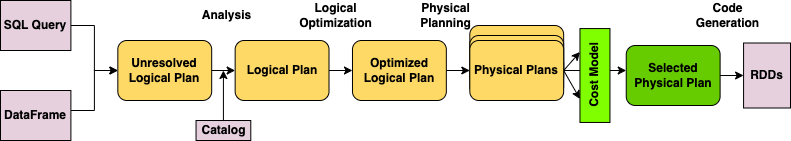 SQL Query
DataFrame
Unresolved
Logical Plan
Analysis
Catalog
Logical Plan
Logical
Optimization
Optimized
Logical Plan
Physical
Planning
Physical Plans
Cost Model
Selected
Physical Plan
Code
Generation
RDDs